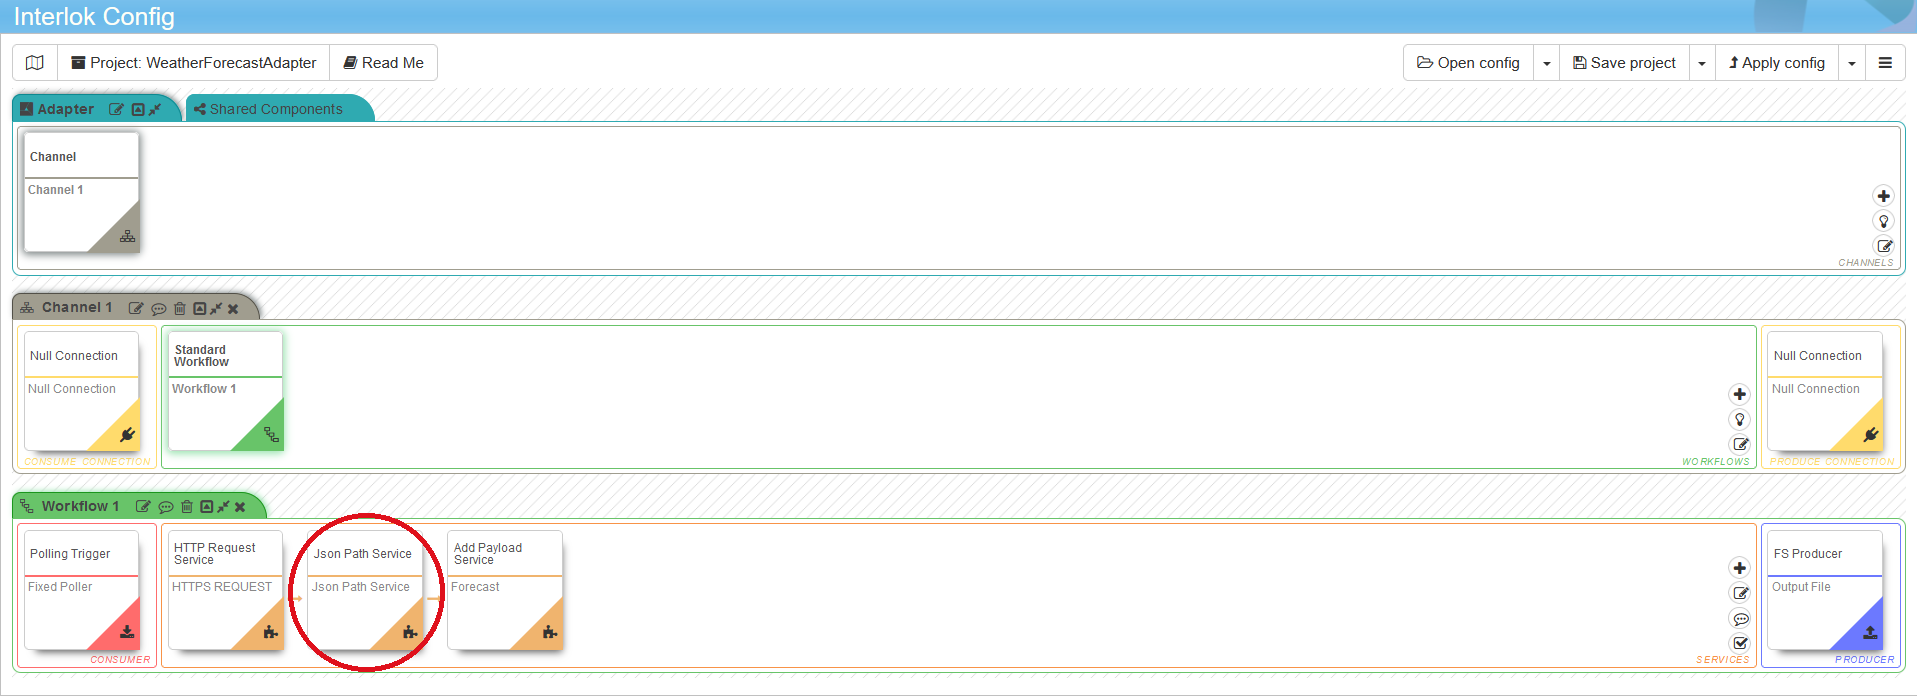 Interlok Config
Project: WeatherForecastAdapter
Read Me
Open config
Save project
Apply config
Adapter
Shared Components
Channel
Channel 1
CHANNELS
Channel 1
Null Connection
Null Connection
CONSUME CONNECTION
Standard
Workflow
Workflow 1
WORKFLOWS
Null Connection
Null Connection
PRODUCE CONNECTION
Workflow 1
Polling Trigger
Fixed Poller
CONSUMER
HTTP Request
Service
HTTPS REQUEST
Json Path Service
Json Path Service
Add Payload
Service
Forecast
SERVICES
FS Producer
Output File
PRODUCER